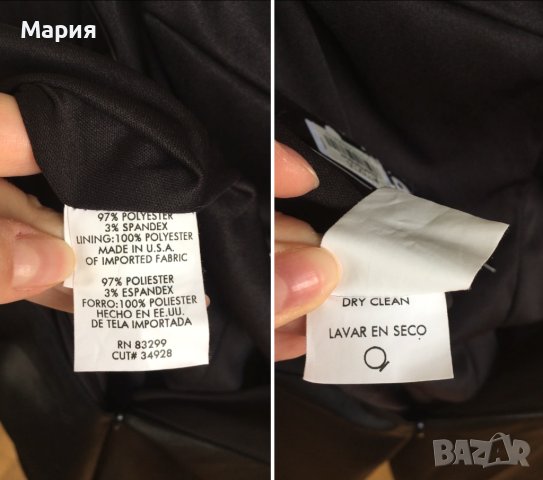 Мария
97% POLYESTER
3% SPANDEX
LINING:100% POLYESTER
MADE IN U.S.A.
OF IMPORTED FABRIC
97% POLIESTER
3% ESPANDEX
FORRO:100% POLIESTER
HECHO EN EE.UU.
DE TELA IMPORTADA
RN 83299
CUT# 34928
DRY CLEAN
LAVAR EN SECO
BAZAR